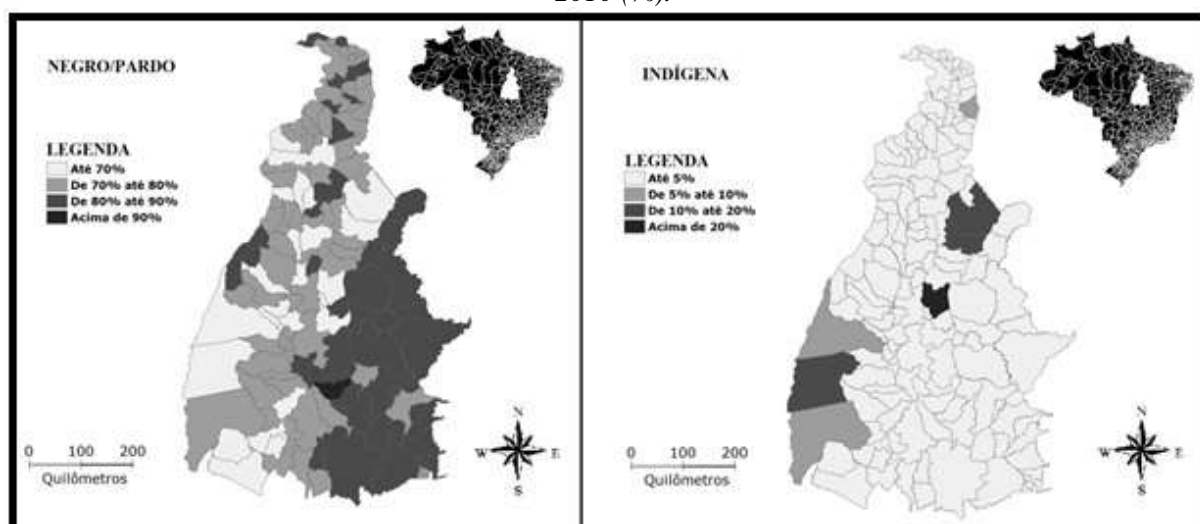 2010 (%).
NEGRO/PARDO
LEGENDA
Até 70%
De 70% até 80%
De 80% até 90%
Acima de 90%
0 100 200
Quilômetros
N
W E
S
INDÍGENA
LEGENDA
Até 5%
De 5% até 10%
De 10% até 20%
Acima de 20%
0 100 200
Quilômetros
N
W E
S